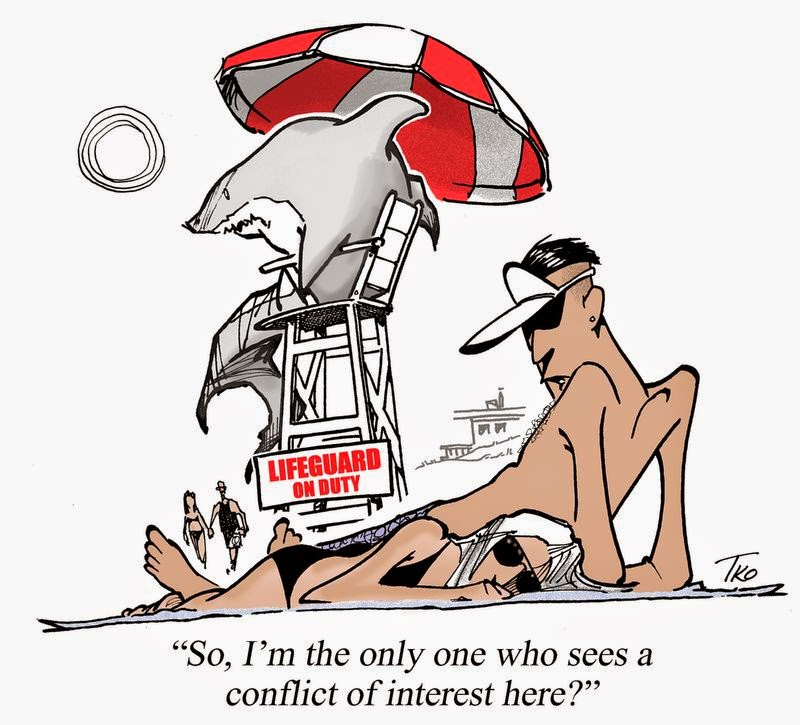 LIFEGUARD
ON DUTY
TKO
“So, I’m the only one who sees a
conflict of interest here?”